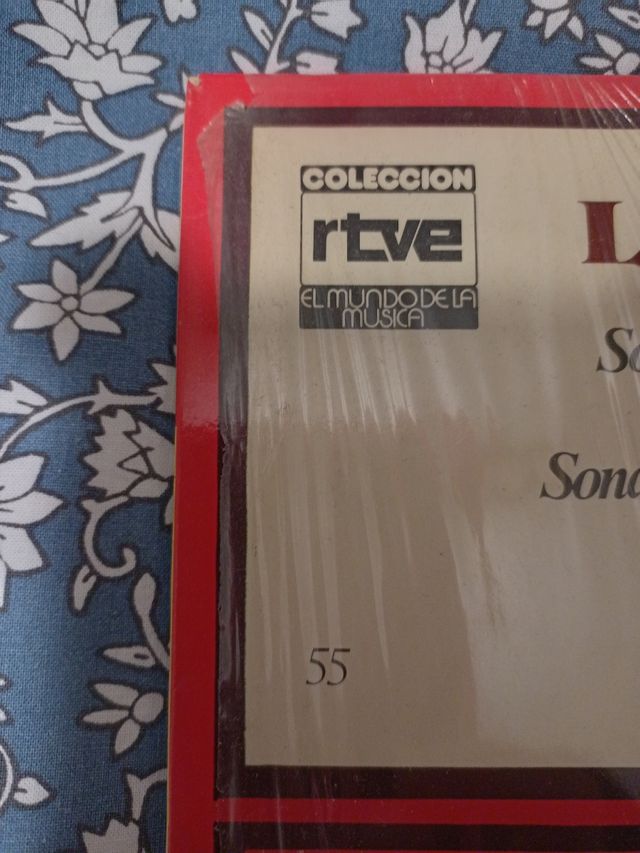 COLECCION
rtve
EL MUNDO DE LA
MUSICA
55